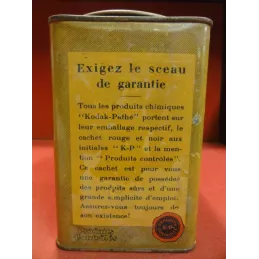 Exigez le sceau
de garantie
Tous les produits chimiques
"Kodak-Pathé" portent sur
leur emballage respectif, le
cachet rouge et noir aux
initiales "K-P" et la men-
tion "Produits contrôlés".
Ce cachet est pour vous
une garantie de posséder
des produits sûrs et d'une
grande simplicité d'emploi.
Assurez-vous toujours de
son existence!